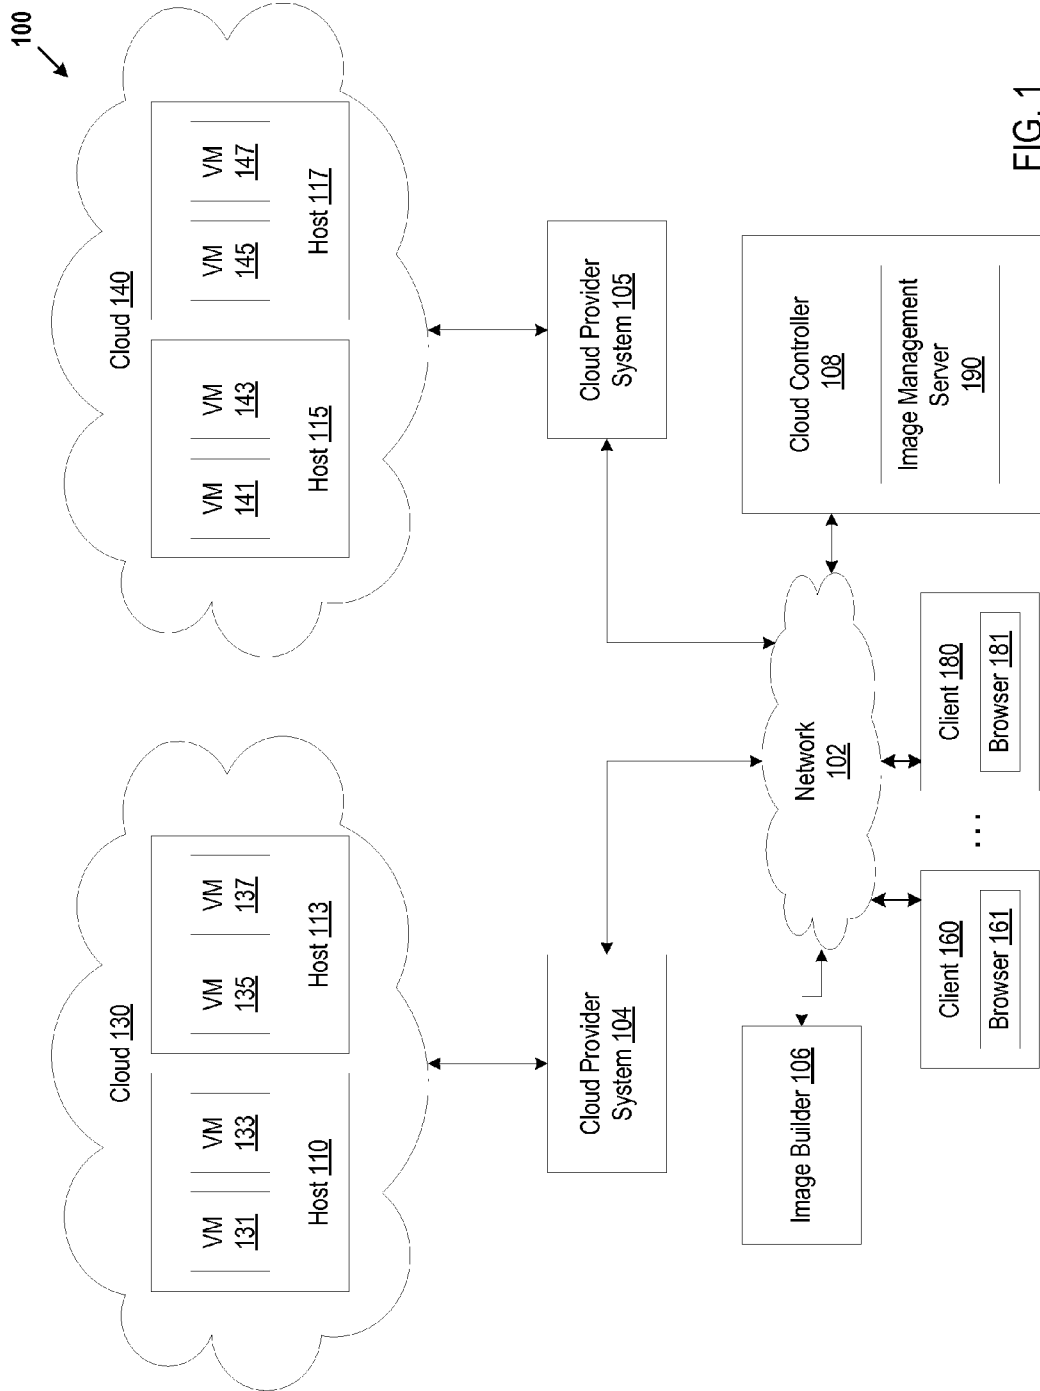 100
Cloud 130
VM
131
VM
133
Host 110
VM
135
VM
137
Host 113
Cloud 140
VM
141
VM
143
Host 115
VM
145
VM
147
Host 117
Cloud Provider
System 104
Cloud Provider
System 105
Image Builder 106
Network
102
Cloud Controller
108
Image Management
Server
190
Client 160
Browser 161
...
Client 180
Browser 181
FIG. 1